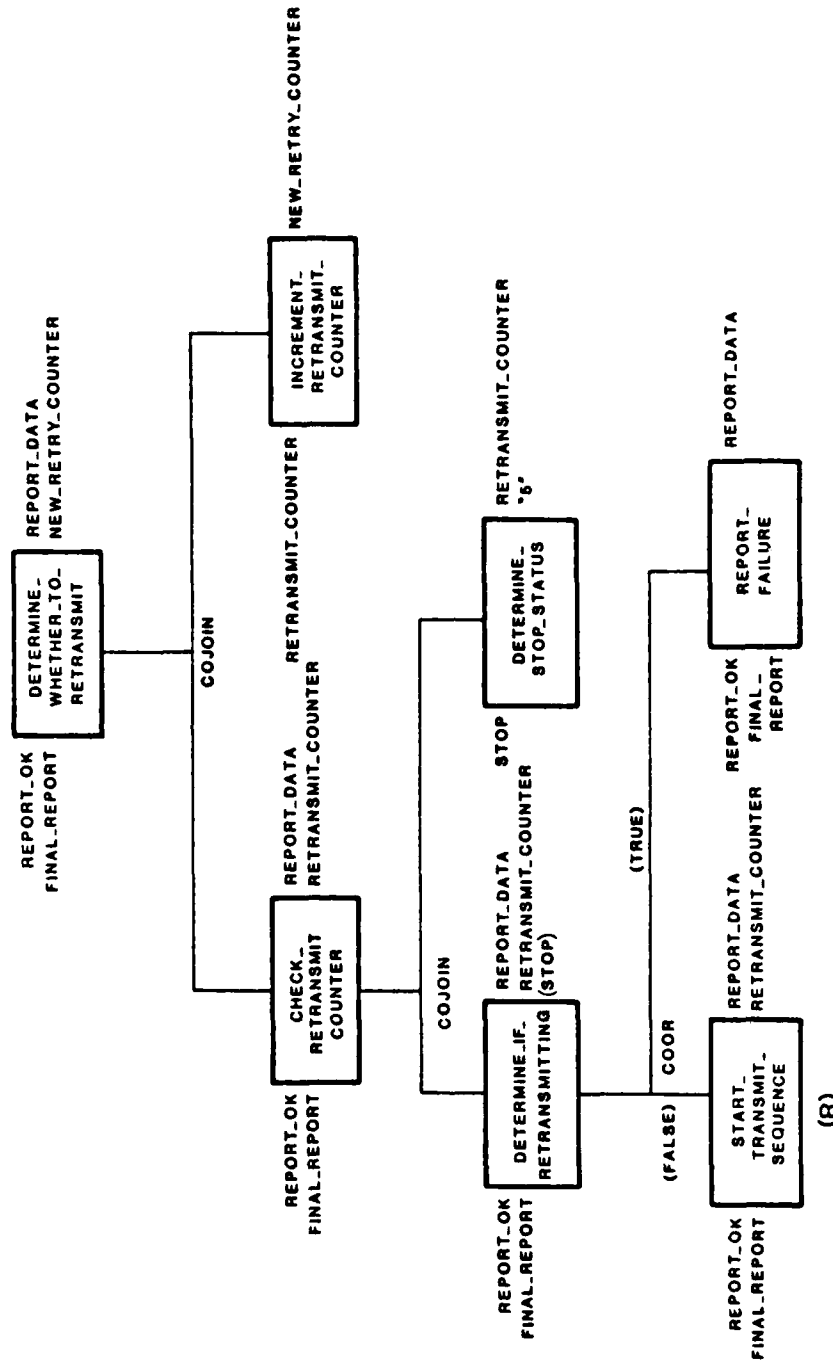 REPORT_OK
FINAL_REPORT
DETERMINE_
WHETHER_TO_
RETRANSMIT
REPORT_DATA
NEW_RETRY_COUNTER
COJOIN
REPORT_OK
FINAL_REPORT
CHECK_
RETRANSMIT
COUNTER
REPORT_DATA
RETRANSMIT_COUNTER
RETRANSMIT_COUNTER
INCREMENT_
RETRANSMIT_
COUNTER
NEW_RETRY_COUNTER
COJOIN
REPORT_OK
FINAL_REPORT
DETERMINE_IF_
RETRANSMITTING
REPORT_DATA
RETRANSMIT_COUNTER
(STOP)
STOP
DETERMINE_
STOP_STATUS
RETRANSMIT_COUNTER
"5"
(FALSE)
COOR
(TRUE)
REPORT_OK
FINAL_REPORT
START_
TRANSMIT_
SEQUENCE
REPORT_DATA
RETRANSMIT_COUNTER
REPORT_OK
FINAL_
REPORT
REPORT_
FAILURE
REPORT_DATA
(R)